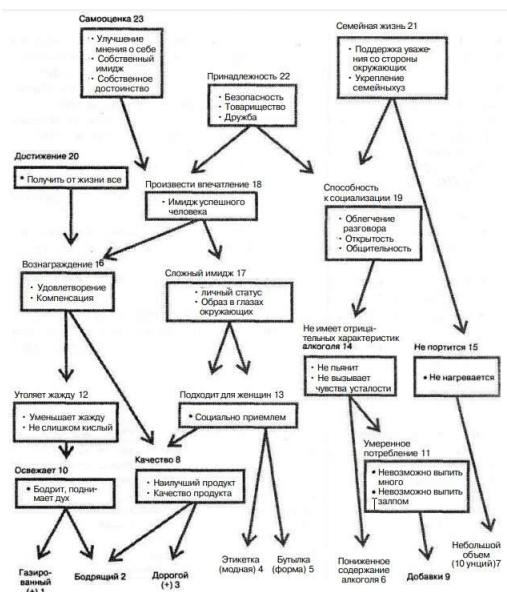 Самооценка 23
· Улучшение
мнения о себе
· Собственный
имидж
· Собственное
достоинство
Семейная жизнь 21
· Поддержка уваже-
ния со стороны
окружающих
· Укрепление
семейныхуз
Принадлежность 22
· Безопасность
· Товарищество
· Дружба
Достижение 20
• Получить от жизни все
Произвести впечатление 18
· Имидж успешного
человека
Способность
к социализации 19
· Облегчение
разговора
· Открытость
· Общительность
Вознаграждение 16
· Удовлетворение
· Компенсация
Сложный имидж 17
· личный статус
· Образ в глазах
окружающих
Не имеет отрица-
тельных характеристик
алкоголя 14
· Не пьянит
· Не вызывает
чувства усталости
Не портится 15
• Не нагревается
Утоляет жажду 12
· Уменьшает жажду
· Не слишком кислый
Подходит для женщин 13
• Социально приемлем
Умеренное
потребление 11
• Невозможно выпить
много
• Невозможно выпить
залпом
Освежает 10
• Бодрит, подни-
мает дух
Качество 8
· Наилучший продукт
· Качество продукта
Газиро-
ванный
(+) 1
Бодрящий 2
Дорогой
(+) 3
Этикетка
(модная) 4
Бутылка
(форма) 5
Пониженное
содержание
алкоголя 6
Добавки 9
Небольшой
объем
(10 унций)7